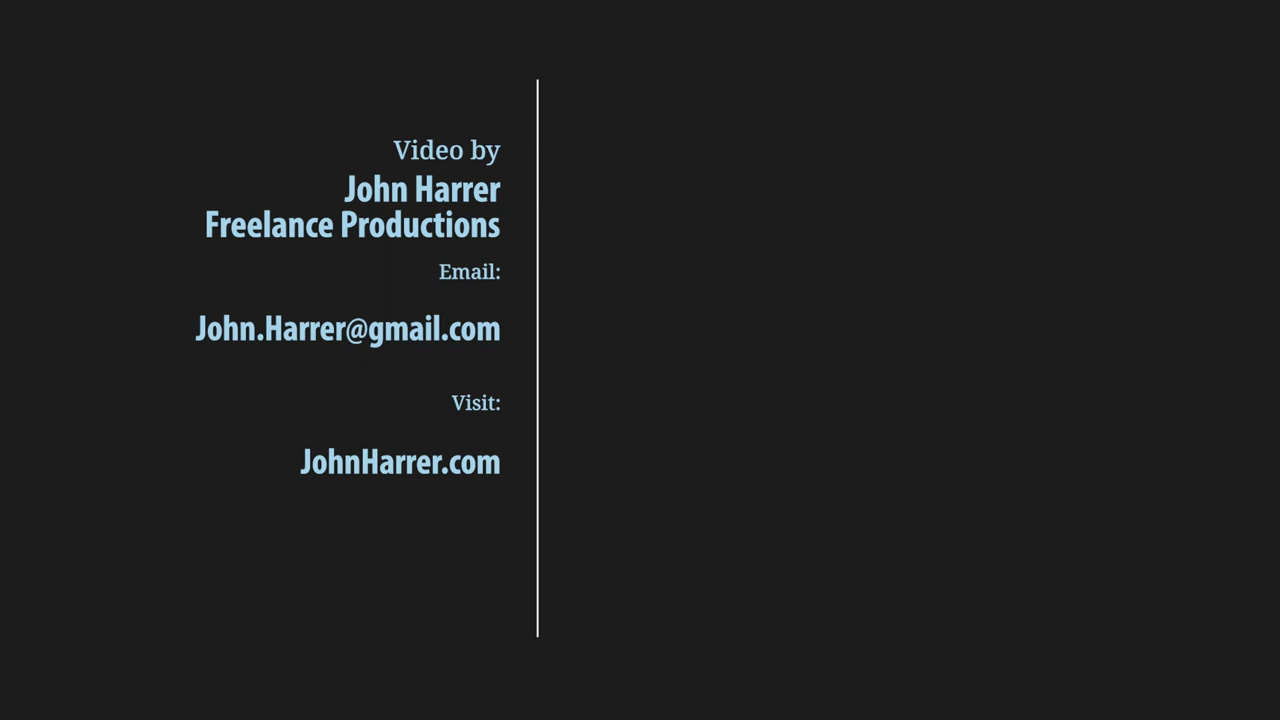 Video by
John Harrer
Freelance Productions
Email:
John.Harrer@gmail.com
Visit:
JohnHarrer.com